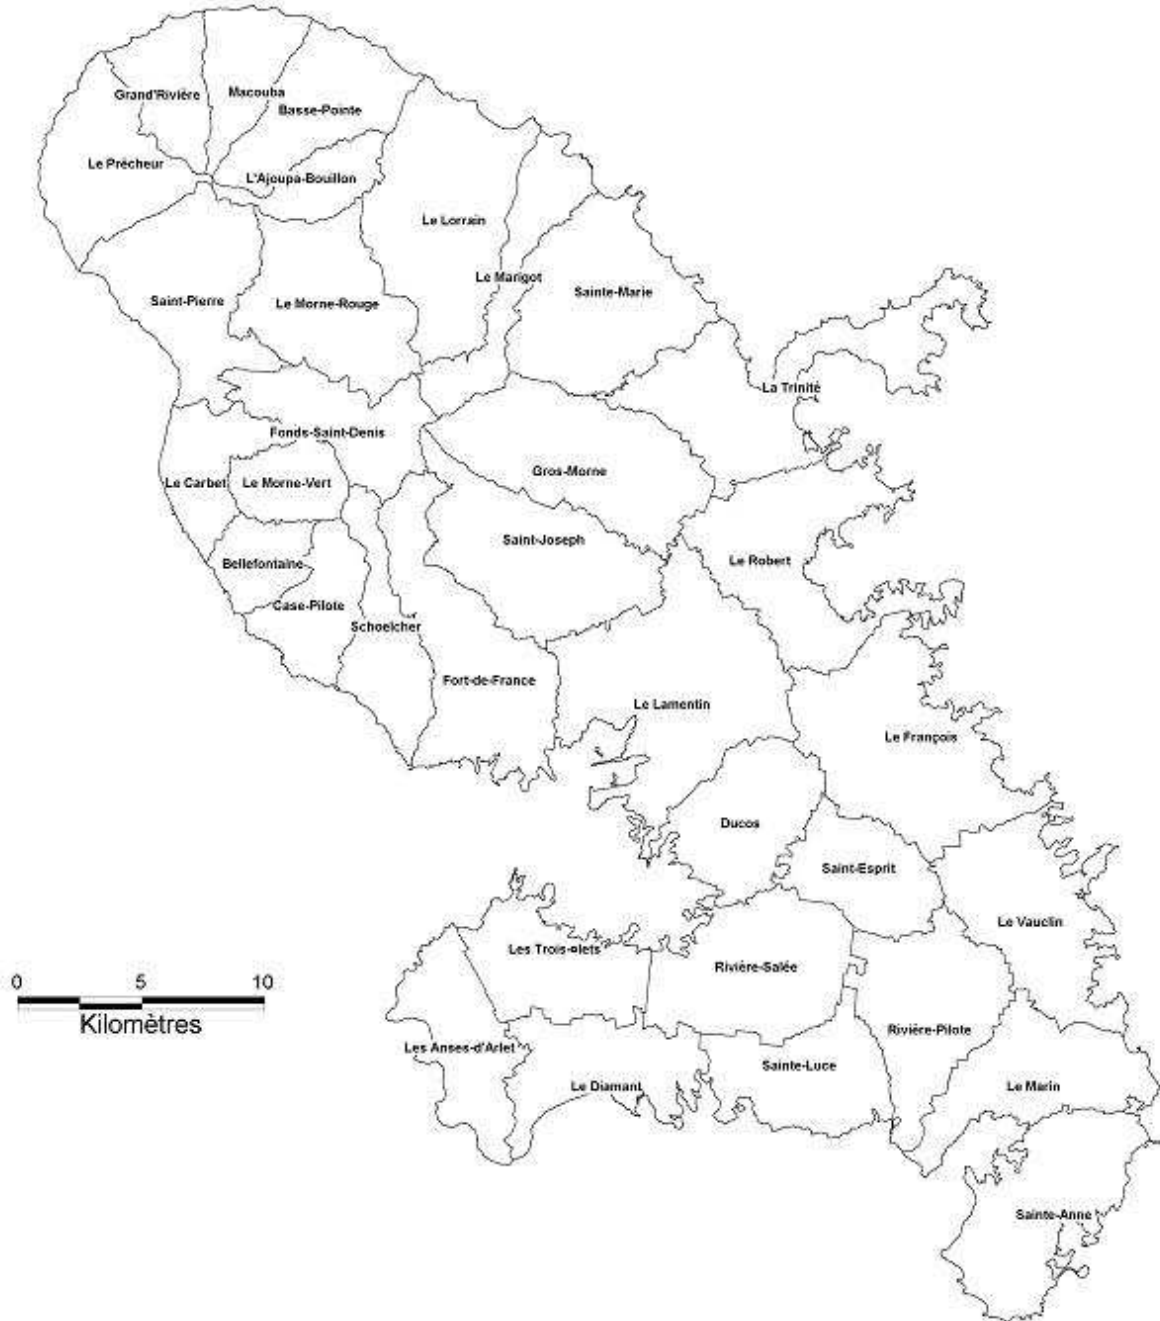 Macouba
Grand'Rivière
Basse-Pointe
Le Prêcheur
L'Ajoupa-Bouillon
Le Lorrain
Le Marigot
Sainte-Marie
Saint-Pierre
Le Morne-Rouge
La Trinité
Fonds-Saint-Denis
Gros-Morne
Le Carbet
Le Morne-Vert
Saint-Joseph
Le Robert
Bellefontaine
Case-Pilote
Schoelcher
Fort-de-France
Le Lamentin
Le François
Ducos
Saint-Esprit
Le Vauclin
Les Trois-Ilets
Rivière-Salée
0 5 10
Kilomètres
Rivière-Pilote
Les Anses-d'Arlet
Sainte-Luce
Le Diamant
Le Marin
Sainte-Anne